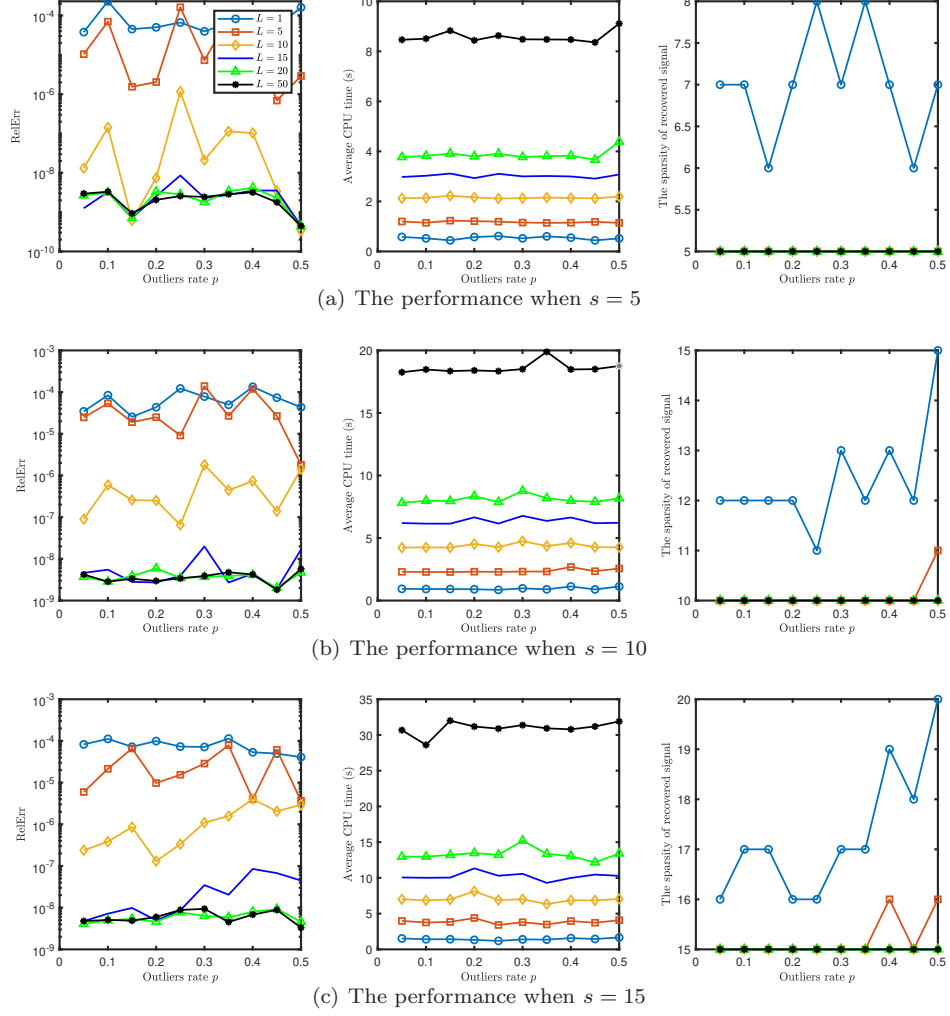 10^{-4}
10^{-6}
10^{-8}
10^{-10}
RelErr
0 0.1 0.2 0.3 0.4 0.5
Outliers rate p
L = 1
L = 5
L = 10
L = 15
L = 20
L = 50
10
8
6
4
2
0
Average CPU time (s)
0 0.1 0.2 0.3 0.4 0.5
Outliers rate p
8
7.5
7
6.5
6
5.5
5
The sparsity of recovered signal
0 0.1 0.2 0.3 0.4 0.5
Outliers rate p
(a) The performance when s = 5
10^{-3}
10^{-4}
10^{-5}
10^{-6}
10^{-7}
10^{-8}
10^{-9}
RelErr
0 0.1 0.2 0.3 0.4 0.5
Outliers rate p
20
15
10
5
0
Average CPU time (s)
0 0.1 0.2 0.3 0.4 0.5
Outliers rate p
15
14
13
12
11
10
The sparsity of recovered signal
0 0.1 0.2 0.3 0.4 0.5
Outliers rate p
(b) The performance when s = 10
10^{-3}
10^{-4}
10^{-5}
10^{-6}
10^{-7}
10^{-8}
10^{-9}
RelErr
0 0.1 0.2 0.3 0.4 0.5
Outliers rate p
35
30
25
20
15
10
5
0
Average CPU time (s)
0 0.1 0.2 0.3 0.4 0.5
Outliers rate p
20
19
18
17
16
15
The sparsity of recovered signal
0 0.1 0.2 0.3 0.4 0.5
Outliers rate p
(c) The performance when s = 15